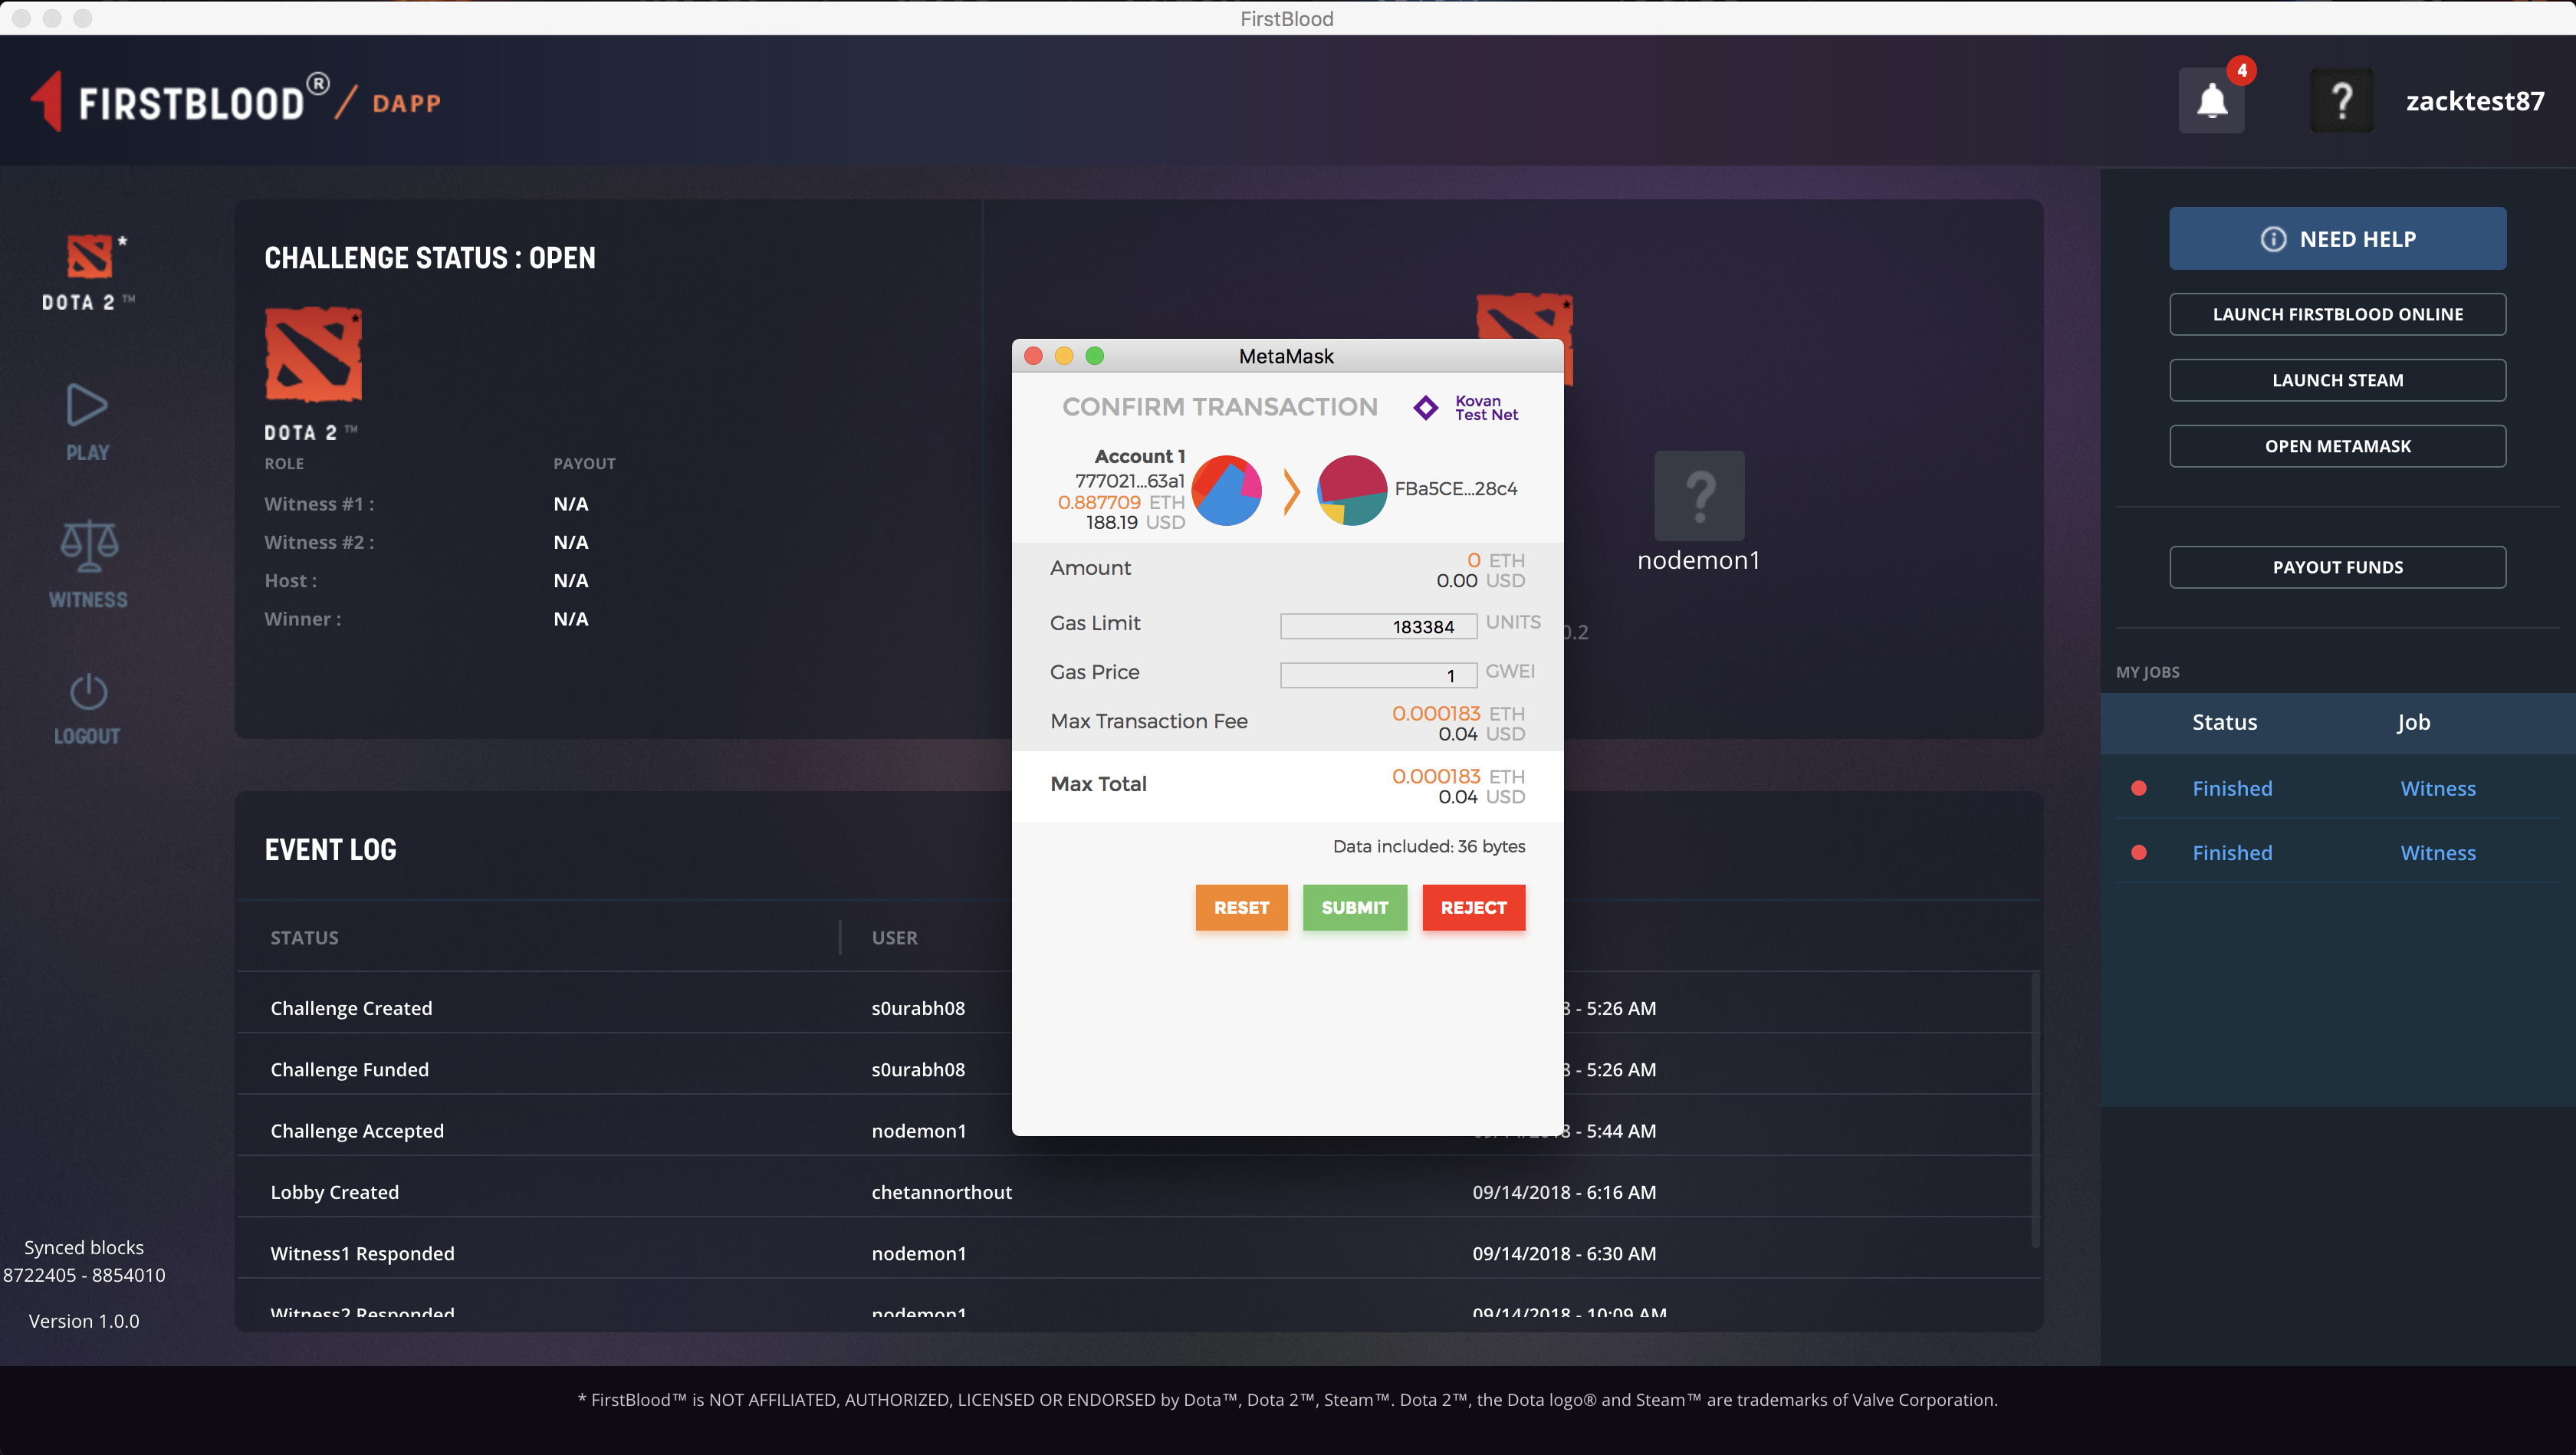 FirstBlood
FIRSTBLOOD® / DAPP
4
?
zacktest87
*
DOTA 2 ™
PLAY
WITNESS
LOGOUT
Synced blocks
8722405 - 8854010
Version 1.0.0
CHALLENGE STATUS : OPEN
DOTA 2 ™
ROLE PAYOUT
Witness #1 : N/A
Witness #2 : N/A
Host : N/A
Winner : N/A
?
nodemon1
0.2
MetaMask
CONFIRM TRANSACTION
Kovan
Test Net
Account 1
777021...63a1
0.887709 ETH
188.19 USD
FBa5CE...28c4
Amount 0 ETH
0.00 USD
Gas Limit 183384 UNITS
Gas Price 1 GWEI
Max Transaction Fee 0.000183 ETH
0.04 USD
Max Total 0.000183 ETH
0.04 USD
Data included: 36 bytes
RESET SUBMIT REJECT
EVENT LOG
STATUS USER
Challenge Created s0urabh08 8 - 5:26 AM
Challenge Funded s0urabh08 8 - 5:26 AM
Challenge Accepted nodemon1 8 - 5:44 AM
Lobby Created chetannorthout 09/14/2018 - 6:16 AM
Witness1 Responded nodemon1 09/14/2018 - 6:30 AM
Witness2 Responded nodemon1 09/14/2018 - 10:09 AM
NEED HELP
LAUNCH FIRSTBLOOD ONLINE
LAUNCH STEAM
OPEN METAMASK
PAYOUT FUNDS
MY JOBS
Status Job
Finished Witness
Finished Witness
* FirstBlood™ is NOT AFFILIATED, AUTHORIZED, LICENSED OR ENDORSED by Dota™, Dota 2™, Steam™. Dota 2™, the Dota logo® and Steam™ are trademarks of Valve Corporation.